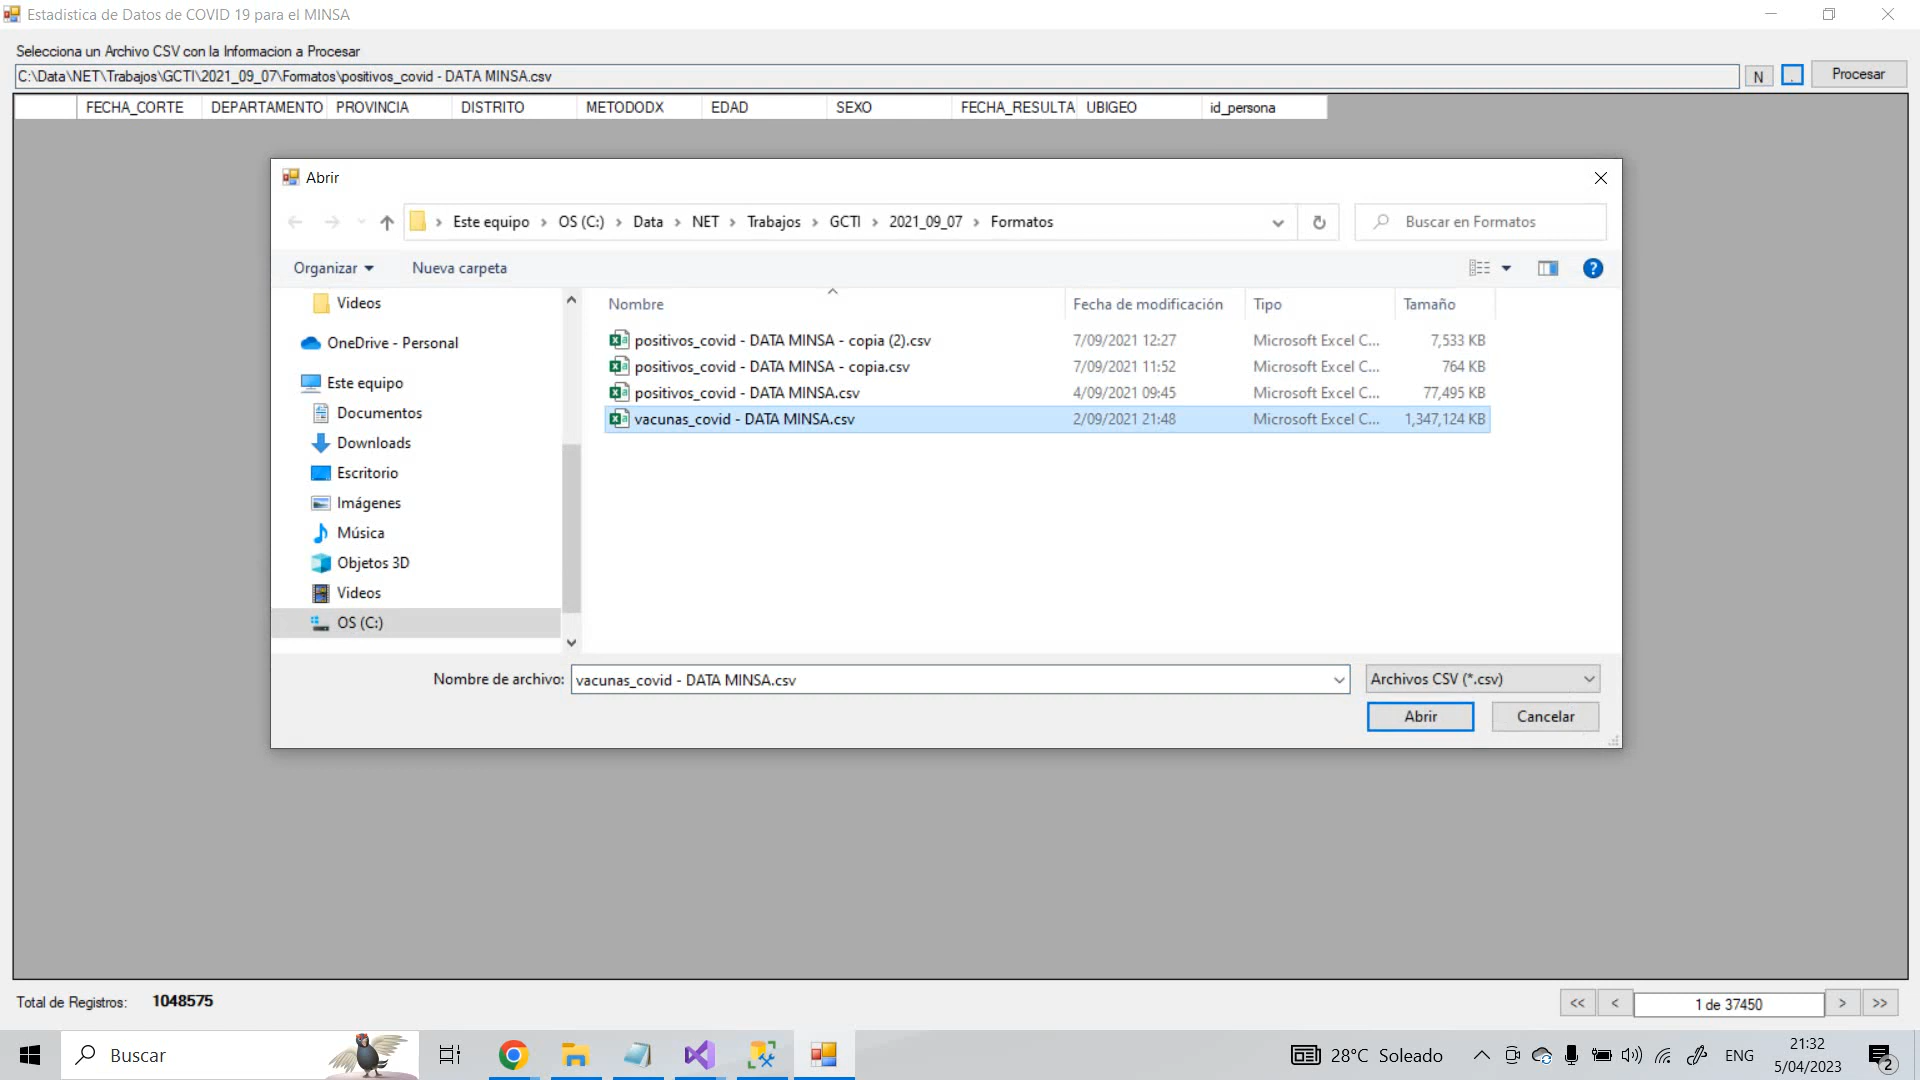 Estadistica de Datos de COVID 19 para el MINSA
Selecciona un Archivo CSV con la Informacion a Procesar
C:\Data\NET\Trabajos\GCTI\2021_09_07\Formatos\positivos_covid - DATA MINSA.csv
N
.
Procesar
FECHA_CORTE DEPARTAMENTO PROVINCIA DISTRITO METODODX EDAD SEXO FECHA_RESULTA UBIGEO id_persona
Abrir
Este equipo > OS (C:) > Data > NET > Trabajos > GCTI > 2021_09_07 > Formatos
Buscar en Formatos
Organizar
Nueva carpeta
Videos
OneDrive - Personal
Este equipo
Documentos
Downloads
Escritorio
Imágenes
Música
Objetos 3D
Videos
OS (C:)
Nombre Fecha de modificación Tipo Tamaño
positivos_covid - DATA MINSA - copia (2).csv 7/09/2021 12:27 Microsoft Excel C... 7,533 KB
positivos_covid - DATA MINSA - copia.csv 7/09/2021 11:52 Microsoft Excel C... 764 KB
positivos_covid - DATA MINSA.csv 4/09/2021 09:45 Microsoft Excel C... 77,495 KB
vacunas_covid - DATA MINSA.csv 2/09/2021 21:48 Microsoft Excel C... 1,347,124 KB
Nombre de archivo: vacunas_covid - DATA MINSA.csv
Archivos CSV (*.csv)
Abrir
Cancelar
Total de Registros: 1048575
<< < 1 de 37450 > >>
Buscar
28°C Soleado
ENG
21:32
5/04/2023
2